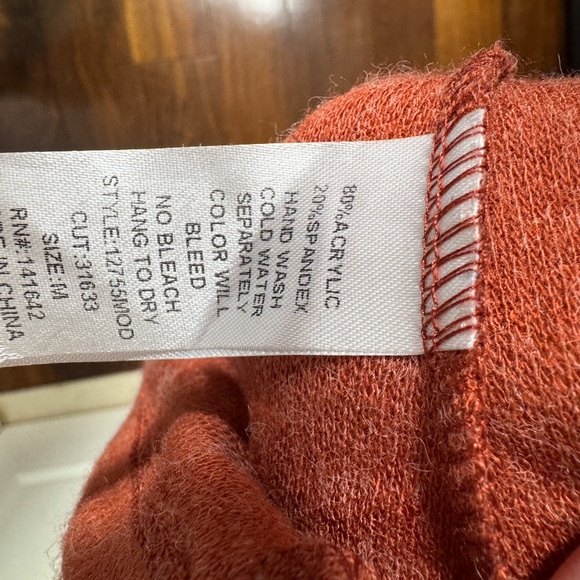 80%ACRYLIC
20%SPANDEX
HAND WASH
COLD WATER
SEPARATELY
COLOR WILL
BLEED
NO BLEACH
HANG TO DRY
STYLE:112755MOD
CUT:31633
SIZE:M
RN#:141642
IN CHINA